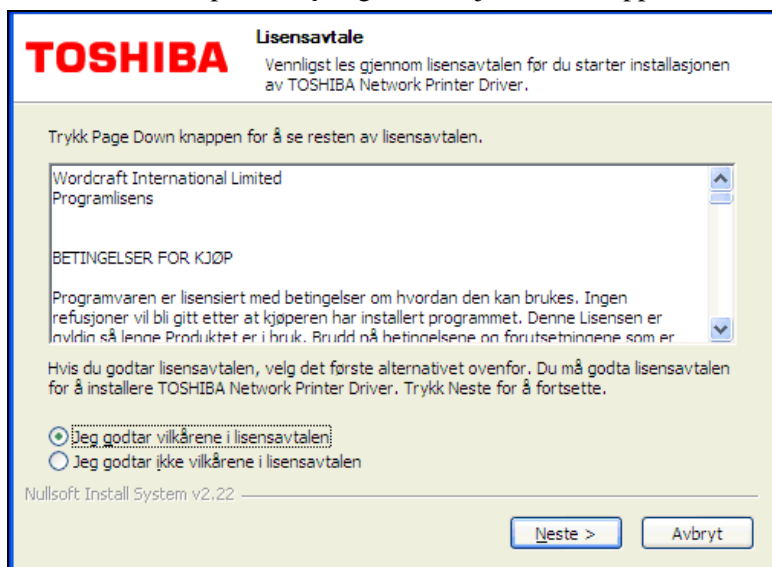 TOSHIBA
Lisensavtale
Vennligst les gjennom lisensavtalen før du starter installasjonen
av TOSHIBA Network Printer Driver.
Trykk Page Down knappen for å se resten av lisensavtalen.
Wordcraft International Limited
Programlisens
BETINGELSER FOR KJØP
Programvaren er lisensiert med betingelser om hvordan den kan brukes. Ingen
refusjoner vil bli gitt etter at kjøperen har installert programmet. Denne Lisensen er
gyldig så lenge Produktet er i bruk. Brudd på betingelsene og forutsetningene som er
Hvis du godtar lisensavtalen, velg det første alternativet ovenfor. Du må godta lisensavtalen
for å installere TOSHIBA Network Printer Driver. Trykk Neste for å fortsette.
Jeg godtar vilkårene i lisensavtalen
Jeg godtar ikke vilkårene i lisensavtalen
Nullsoft Install System v2.22
Neste >
Avbryt